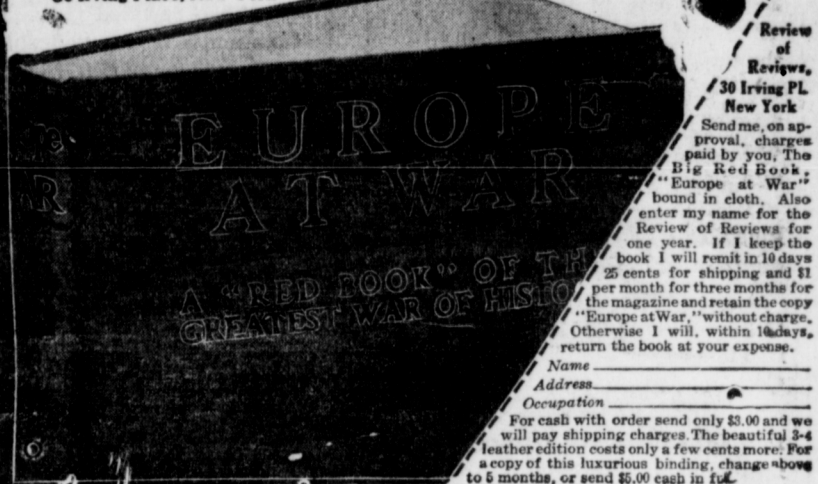 EUROPE
AT WAR
A "RED BOOK" OF TH
GREATEST WAR OF HISTO
R
Review
of
Reviews,
30 Irving Pl.
New York
Send me, on ap-
proval, charges
paid by you, The
Big Red Book,
"Europe at War"
bound in cloth. Also
enter my name for the
Review of Reviews for
one year. If I keep the
book I will remit in 10 days
25 cents for shipping and $1
per month for three months for
the magazine and retain the copy
"Europe at War," without charge.
Otherwise I will, within 10 days,
return the book at your expense.
Name
Address
Occupation
For cash with order send only $3.00 and we
will pay shipping charges. The beautiful 3-4
leather edition costs only a few cents more. For
a copy of this luxurious binding, change above
to 5 months, or send $5.00 cash in full.